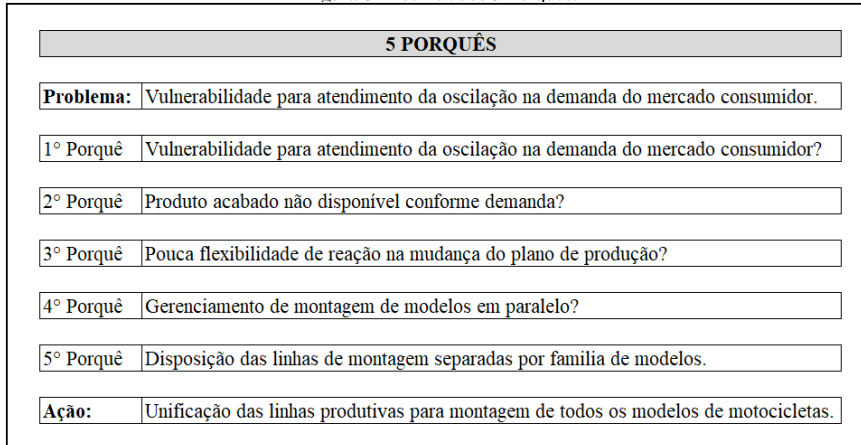 5 PORQUÊS
Problema: Vulnerabilidade para atendimento da oscilação na demanda do mercado consumidor.
1° Porquê Vulnerabilidade para atendimento da oscilação na demanda do mercado consumidor?
2° Porquê Produto acabado não disponível conforme demanda?
3° Porquê Pouca flexibilidade de reação na mudança do plano de produção?
4° Porquê Gerenciamento de montagem de modelos em paralelo?
5° Porquê Disposição das linhas de montagem separadas por familia de modelos.
Ação: Unificação das linhas produtivas para montagem de todos os modelos de motocicletas.